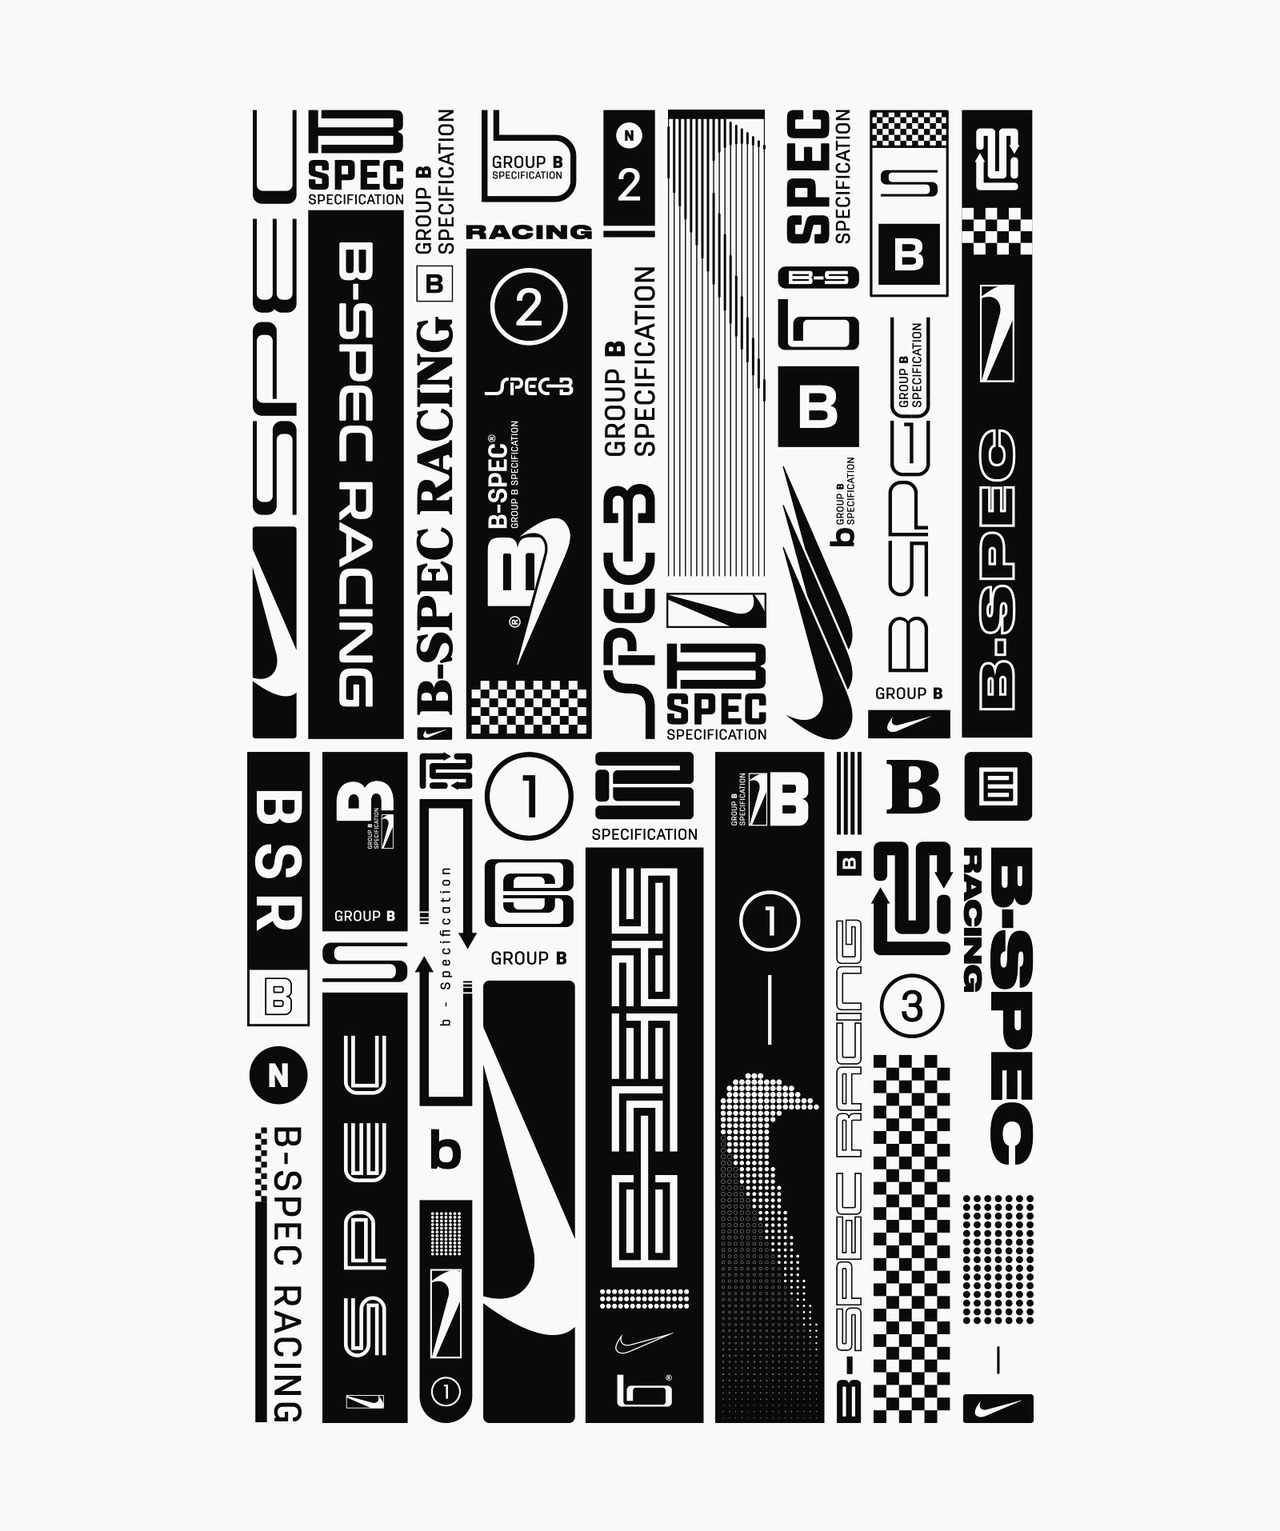 B
SPEC
SPECIFICATION
B-SPEC RACING
GROUP B
SPECIFICATION
B
B-SPEC RACING
GROUP B
SPECIFICATION
RACING
2
SPEC-B
B-SPEC®
GROUP B SPECIFICATION
B
®
N
2
GROUP B
SPECIFICATION
SPEC-B
B
SPEC
SPECIFICATION
SPEC
SPECIFICATION
B-S
b
B
b GROUP B
SPECIFICATION
S
B
GROUP B
SPECIFICATION
B SPEC
GROUP B
B-SPEC
BSR
B
N
B-SPEC RACING
B
GROUP B
SPECIFICATION
GROUP B
S
SPEC
b - Specification
b
1
1
GROUP B
SPECIFICATION
b®
GROUP B
SPECIFICATION
B
1
B
B-SPEC RACING
B
3
B-SPEC
RACING